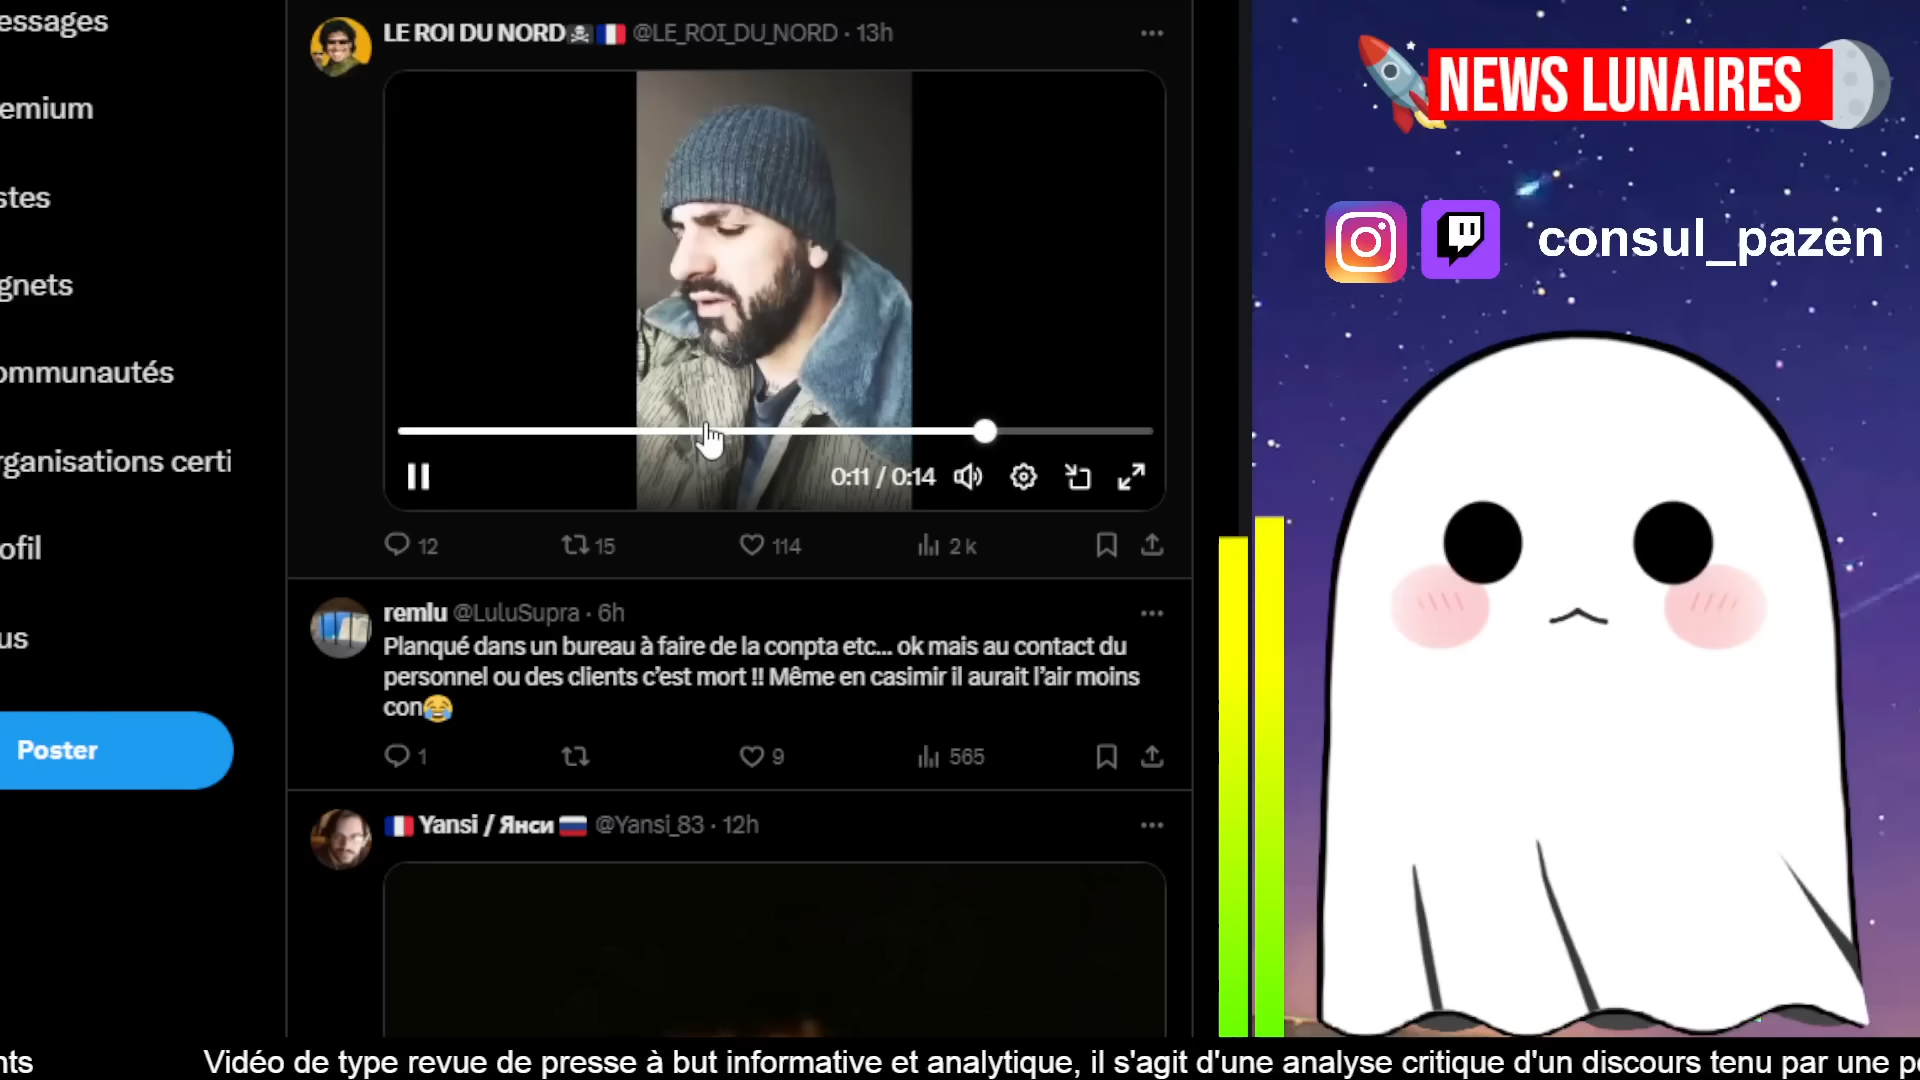 essages
emium
stes
gnets
ommunautés
rganisations certi
ofil
us
Poster
nts
LE ROI DU NORD☠️🇫🇷 @LE_ROI_DU_NORD · 13h
0:11 / 0:14
12 15 114 2 k
remlu @LuluSupra · 6h
Planqué dans un bureau à faire de la conpta etc... ok mais au contact du
personnel ou des clients c'est mort !! Même en casimir il aurait l'air moins
con😂
1 9 565
🇫🇷 Yansi / Янси 🇷🇺 @Yansi_83 · 12h
NEWS LUNAIRES
consul_pazen
Vidéo de type revue de presse à but informative et analytique, il s'agit d'une analyse critique d'un discours tenu par une pe